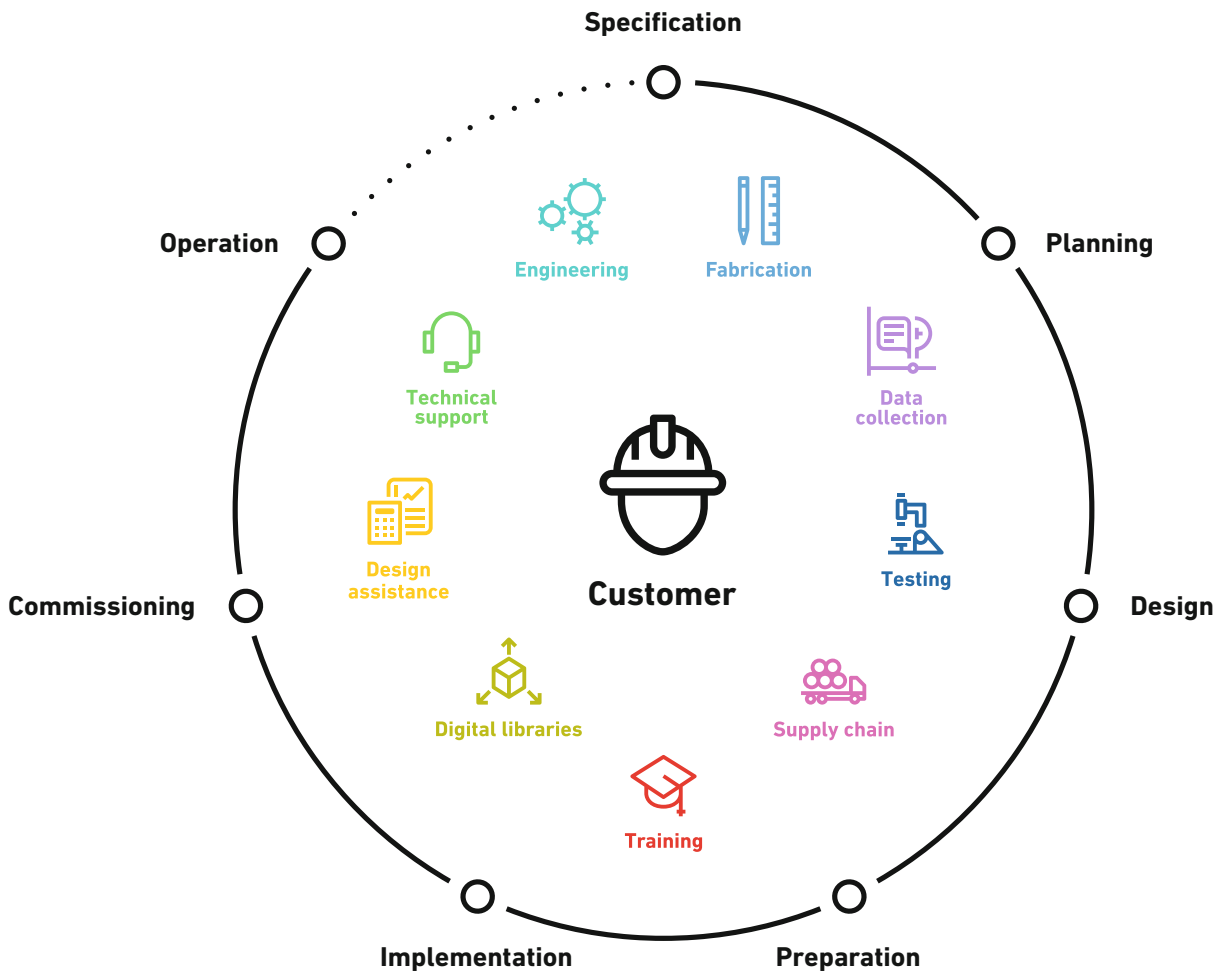 Specification
Operation
Planning
Engineering
Fabrication
Technical
support
Data
collection
Design
assistance
Customer
Testing
Commissioning
Design
Digital libraries
Supply chain
Training
Implementation
Preparation